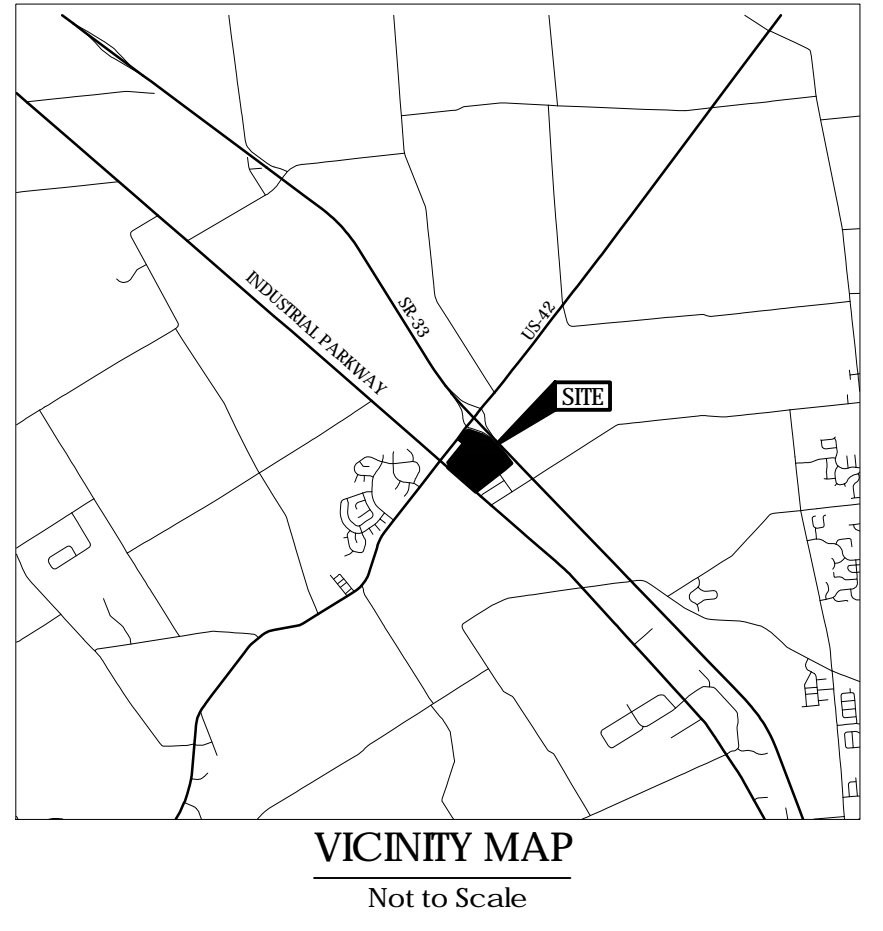 INDUSTRIAL PARKWAY
SR-33
US-42
SITE
VICINITY MAP
Not to Scale